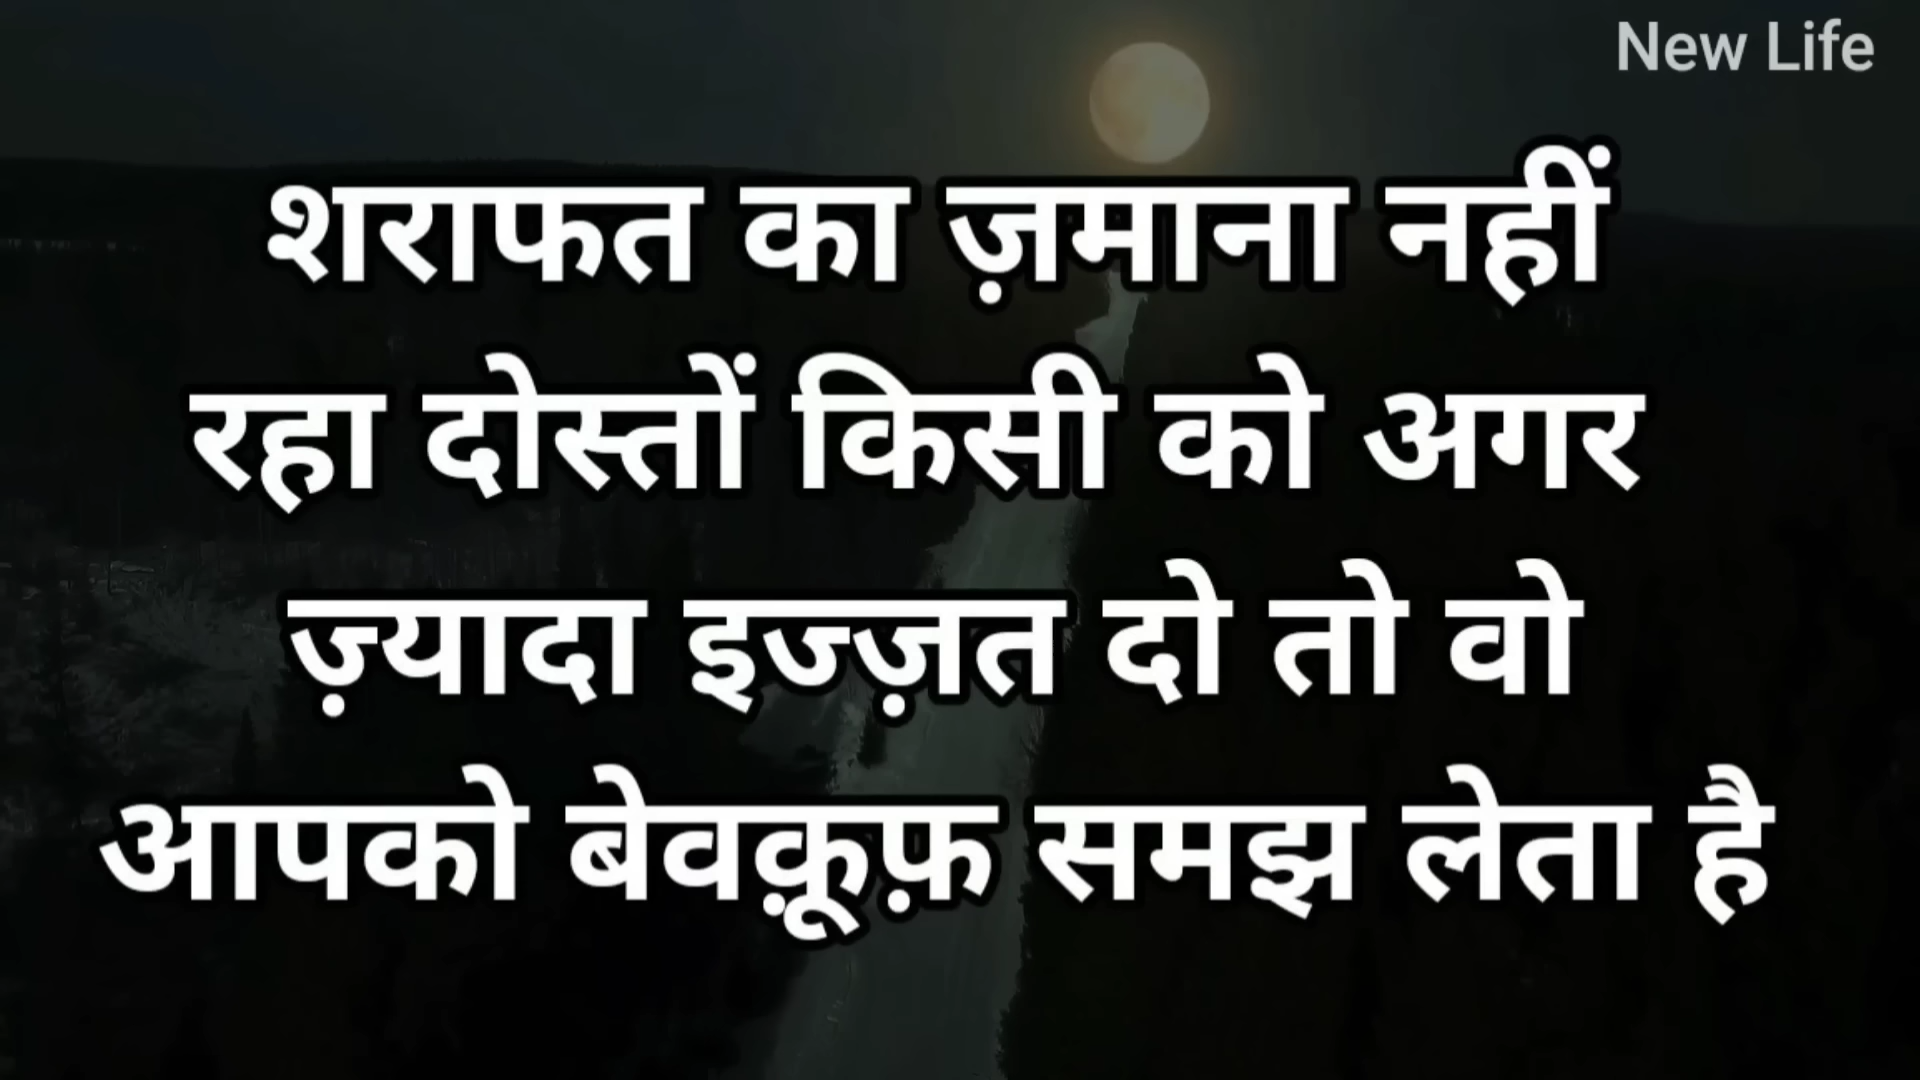 New Life
शराफत का ज़माना नहीं
रहा दोस्तों किसी को अगर
ज़्यादा इज्ज़त दो तो वो
आपको बेवक़ूफ़ समझ लेता है